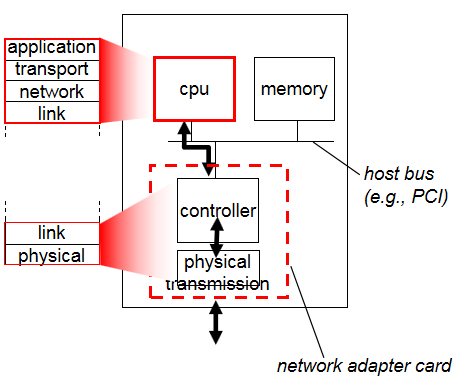 application
transport
network
link
cpu
memory
host bus
(e.g., PCI)
controller
link
physical
physical
transmission
network adapter card